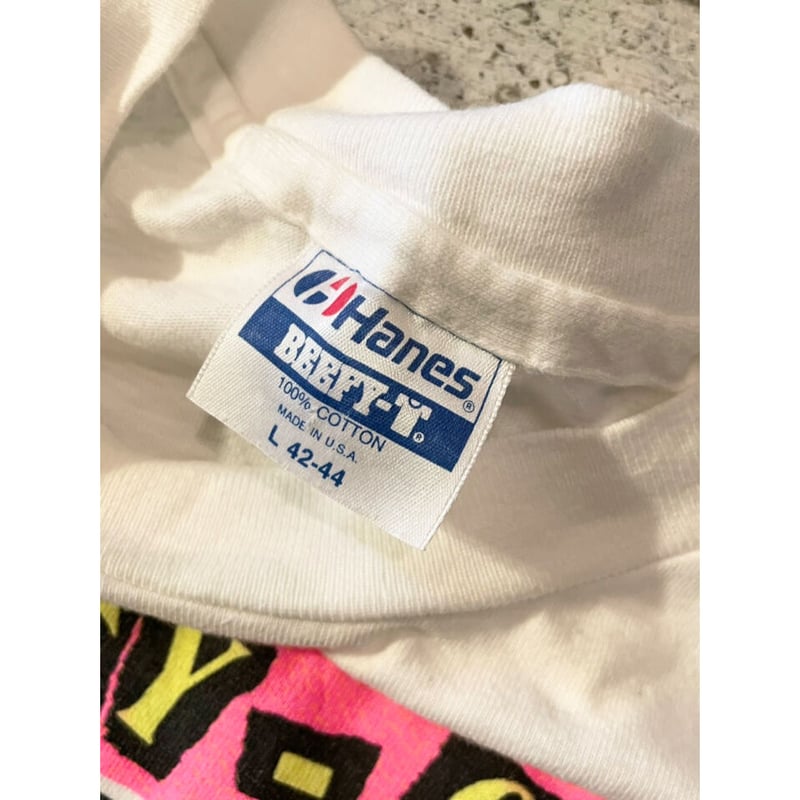 Hanes®
BEEFY-T®
100% COTTON
MADE IN U.S.A.
L 42-44
Y-